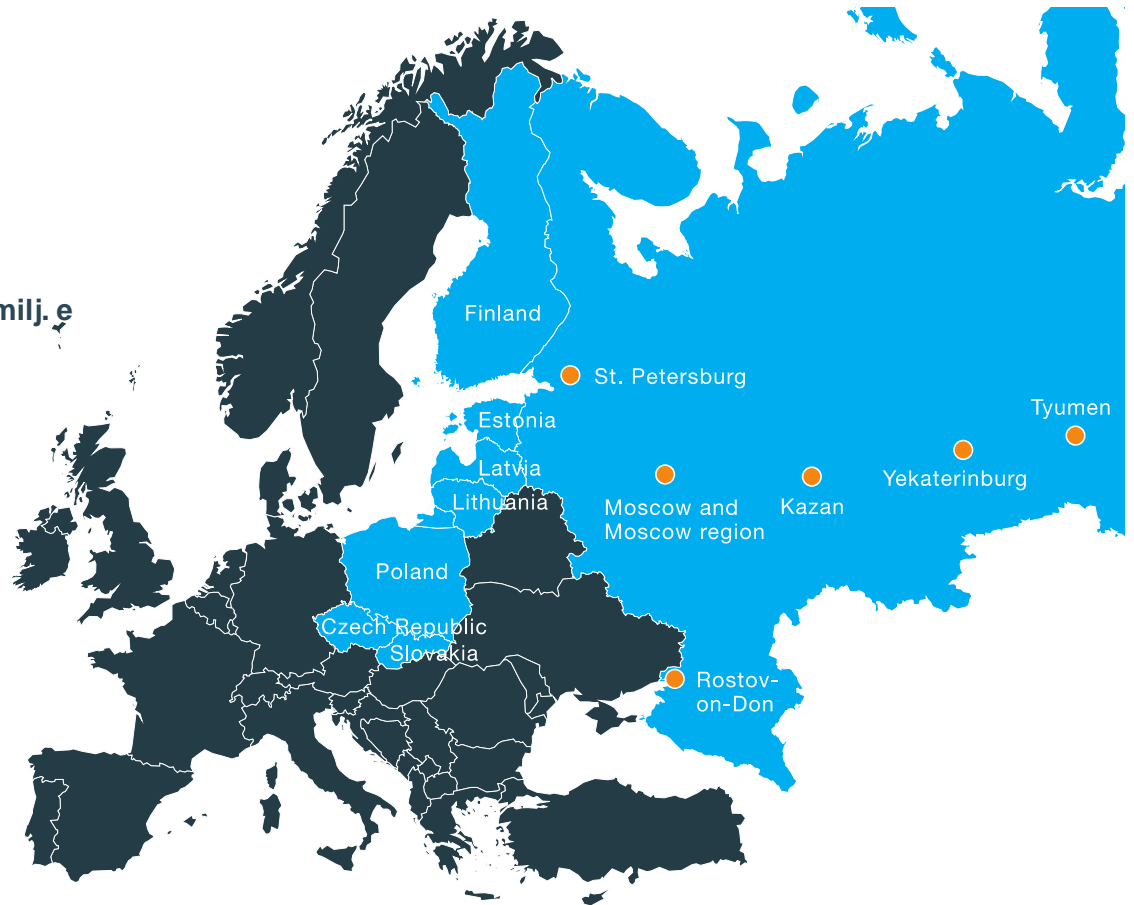 milj. e
Finland
St. Petersburg
Estonia
Tyumen
Latvia
Yekaterinburg
Lithuania
Moscow and
Moscow region
Kazan
Poland
Czech Republic
Slovakia
Rostov-
on-Don